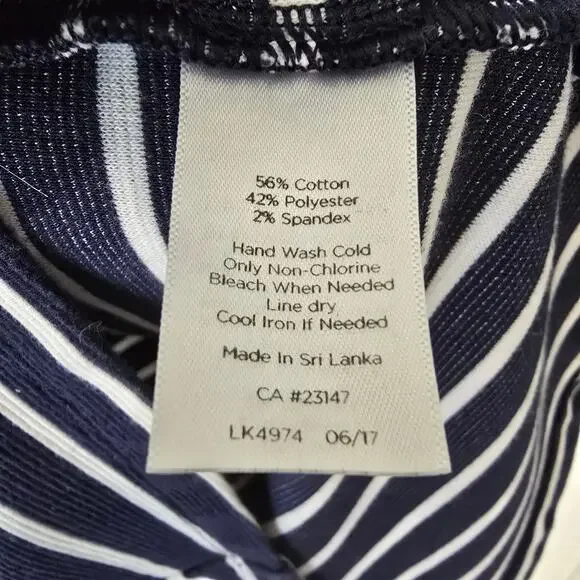 56% Cotton
42% Polyester
2% Spandex
Hand Wash Cold
Only Non-Chlorine
Bleach When Needed
Line dry
Cool Iron If Needed
Made In Sri Lanka
CA #23147
LK4974 06/17